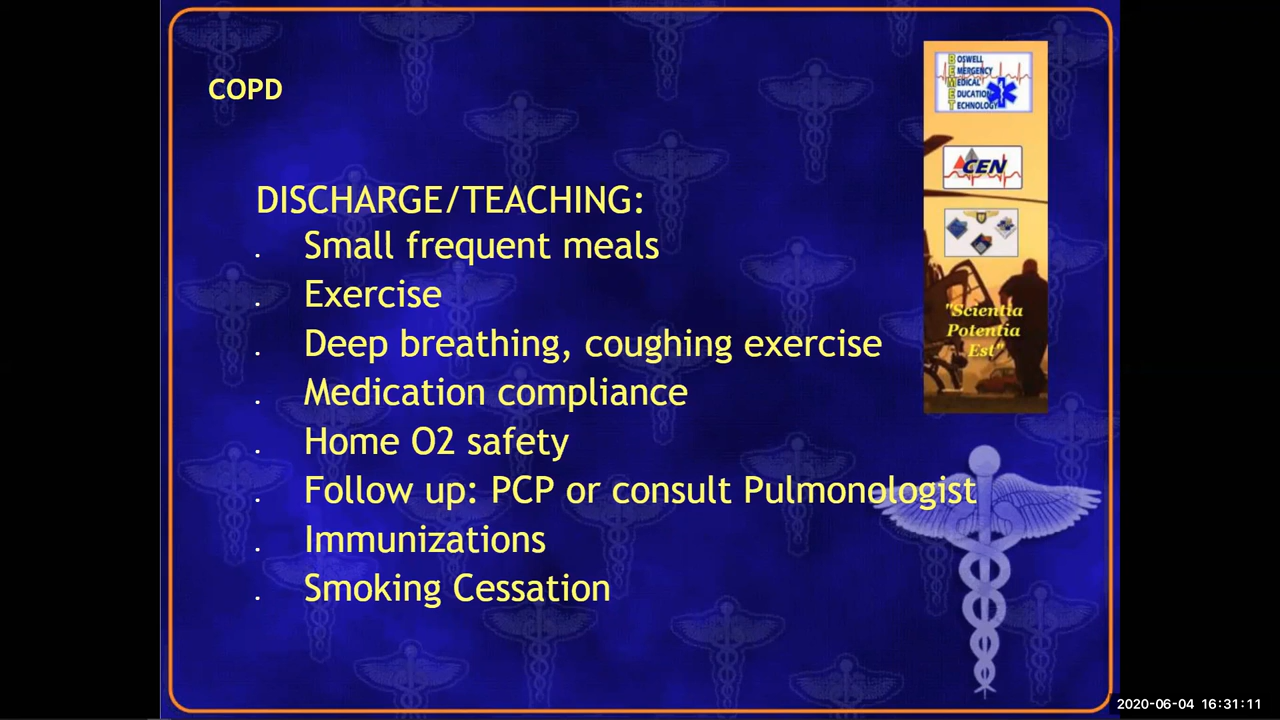 COPD
DISCHARGE/TEACHING:
. Small frequent meals
. Exercise
. Deep breathing, coughing exercise
. Medication compliance
. Home O2 safety
. Follow up: PCP or consult Pulmonologist
. Immunizations
. Smoking Cessation
BOSWELL
EMERGENCY
MEDICAL
EDUCATION
TECHNOLOGY
CEN
"Scientia
Potentia
Est"
2020-06-04 16:31:11